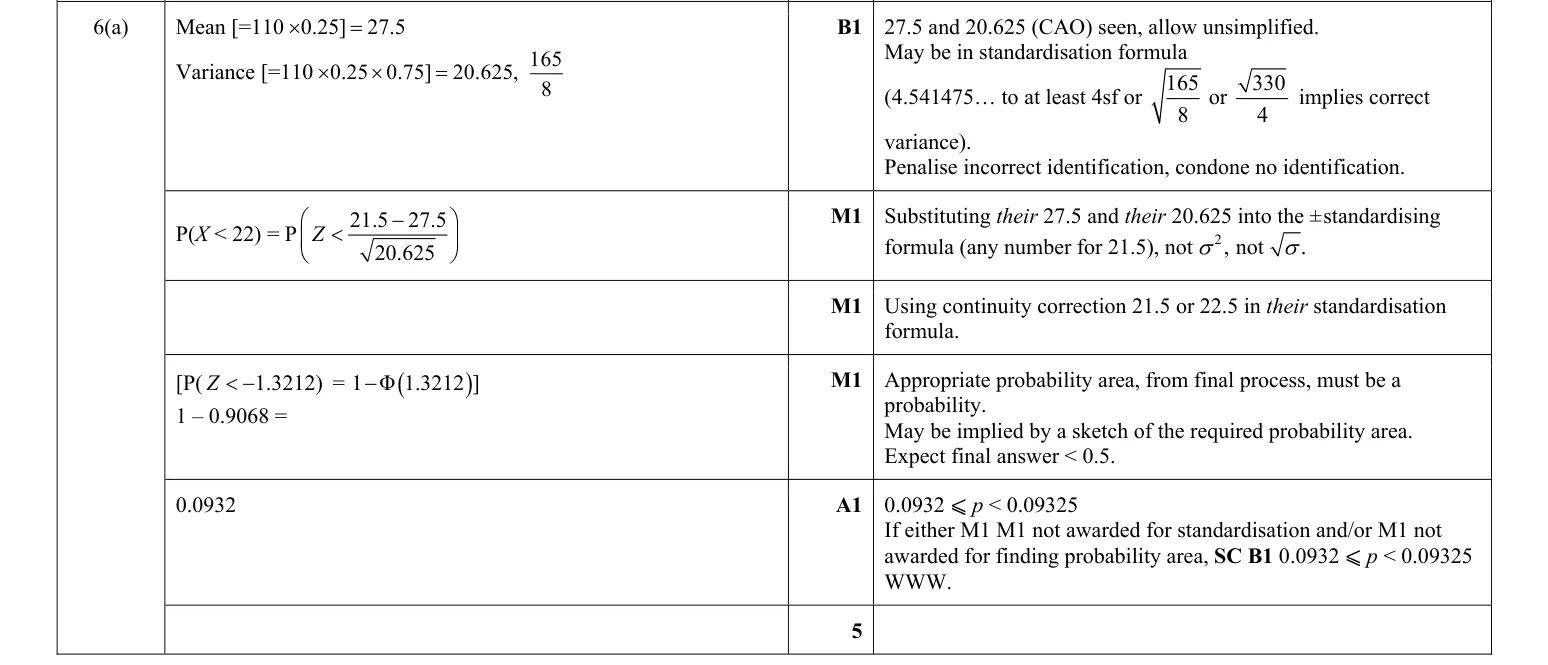 6(a) Mean [=110 ×0.25] = 27.5 B1 27.5 and 20.625 (CAO) seen, allow unsimplified.
May be in standardisation formula
Variance [=110 ×0.25 × 0.75] = 20.625, 165/8
(4.541475… to at least 4sf or √(165/8) or √330/4 implies correct
variance).
Penalise incorrect identification, condone no identification.
P(X < 22) = P(Z < (21.5 − 27.5)/√20.625) M1 Substituting their 27.5 and their 20.625 into the ±standardising
formula (any number for 21.5), not σ², not √σ.
M1 Using continuity correction 21.5 or 22.5 in their standardisation
formula.
[P( Z < −1.3212) = 1−Φ(1.3212)] M1 Appropriate probability area, from final process, must be a
probability.
1 – 0.9068 =
May be implied by a sketch of the required probability area.
Expect final answer < 0.5.
0.0932 A1 0.0932 ⩽ p < 0.09325
If either M1 M1 not awarded for standardisation and/or M1 not
awarded for finding probability area, SC B1 0.0932 ⩽ p < 0.09325
WWW.
5